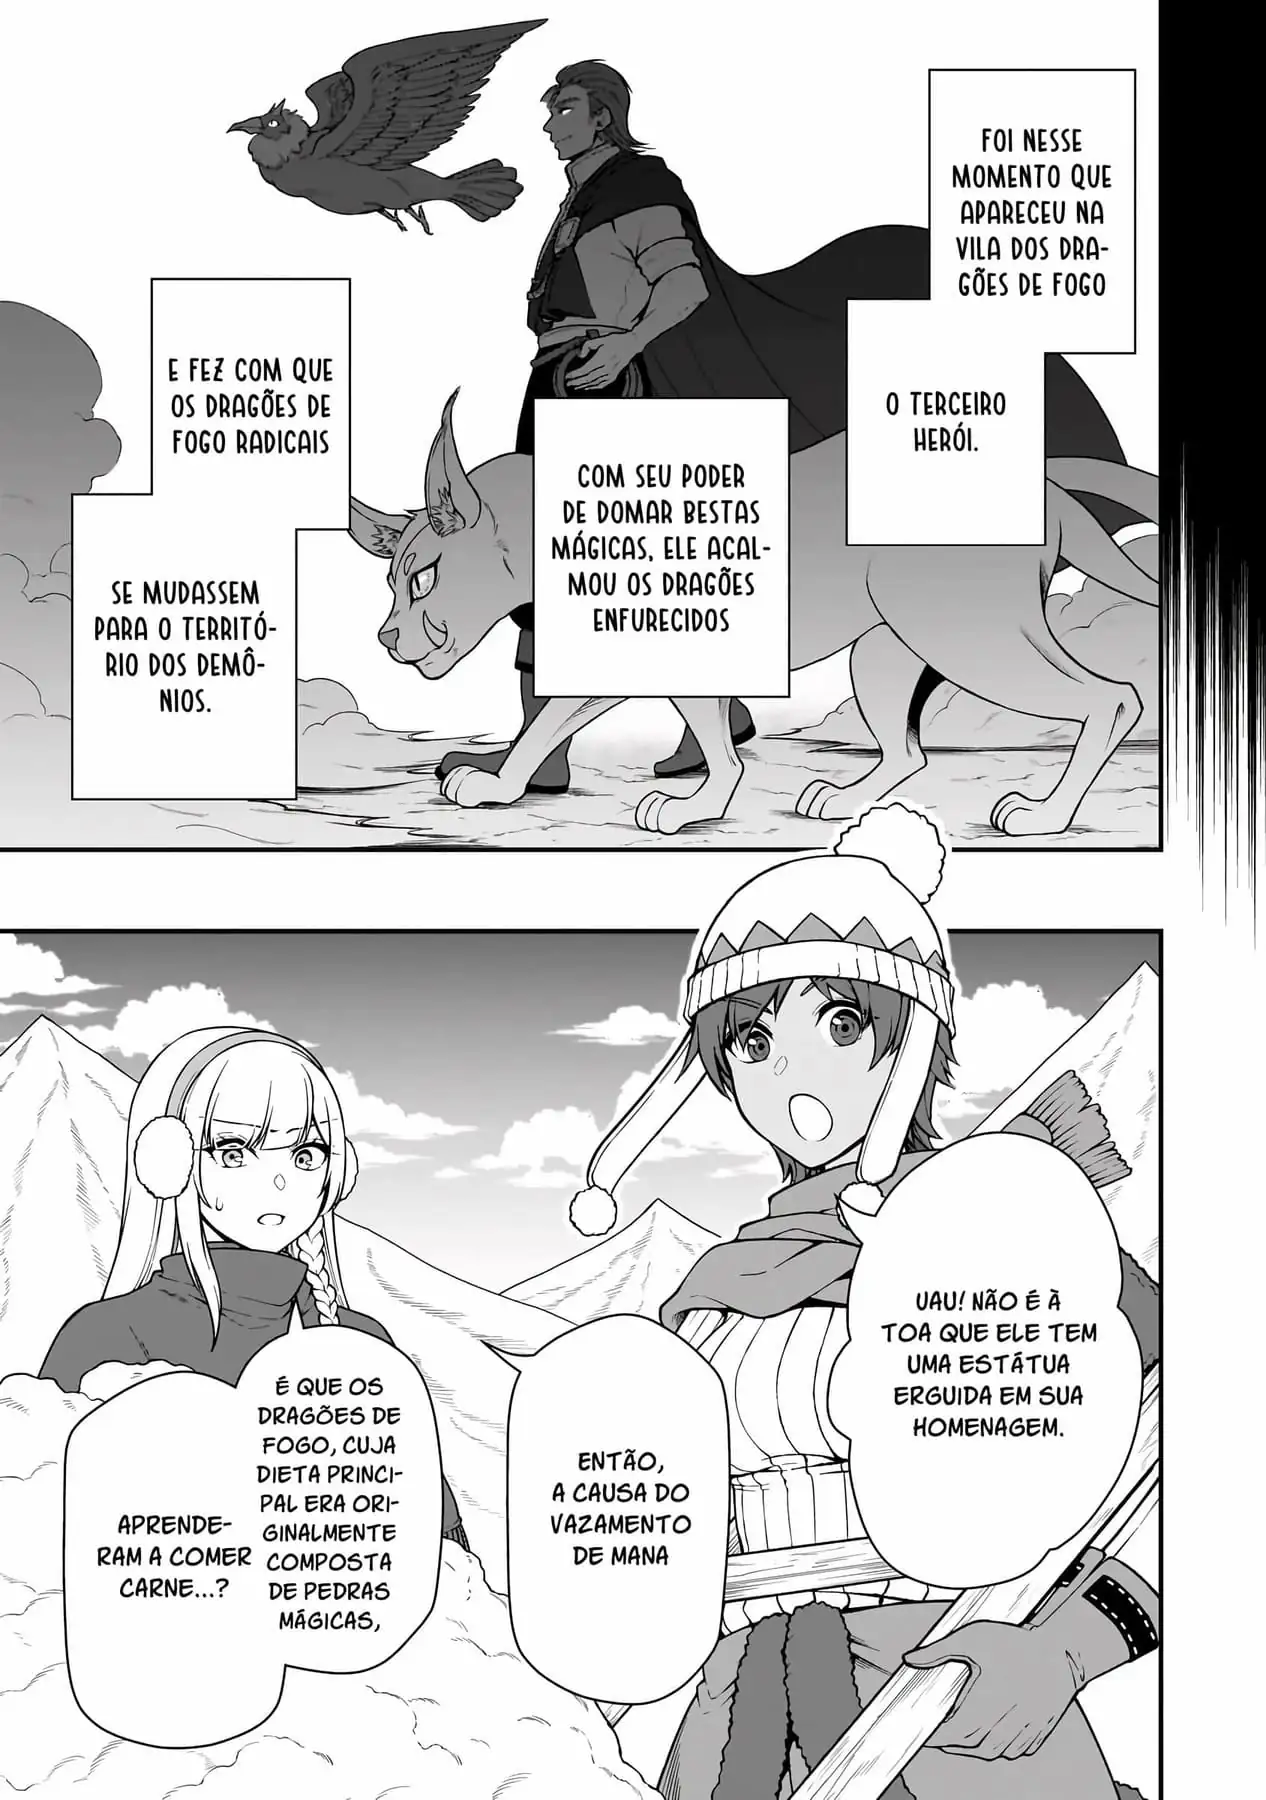 FOI NESSE
MOMENTO QUE
APARECEU NA
VILA DOS DRA-
GÕES DE FOGO
O TERCEIRO
HERÓI.
COM SEU PODER
DE DOMAR BESTAS
MÁGICAS, ELE ACAL-
MOU OS DRAGÕES
ENFURECIDOS
E FEZ COM QUE
OS DRAGÕES DE
FOGO RADICAIS
SE MUDASSEM
PARA O TERRITÓ-
RIO DOS DEMÔ-
NIOS.
UAU! NÃO É À
TOA QUE ELE TEM
UMA ESTÁTUA
ERGUIDA EM SUA
HOMENAGEM.
ENTÃO,
A CAUSA DO
VAZAMENTO
DE MANA
É QUE OS
DRAGÕES DE
FOGO, CUJA
DIETA PRINCI-
PAL ERA ORI-
GINALMENTE
COMPOSTA
DE PEDRAS
MÁGICAS,
APRENDE-
RAM A COMER
CARNE...?